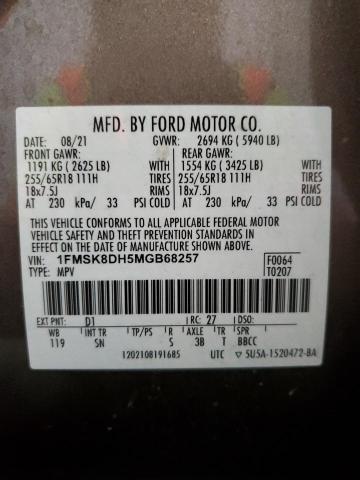 MFD. BY FORD MOTOR CO.
DATE: 08/21 GVWR: 2694 KG (5940 LB)
FRONT GAWR: REAR GAWR:
1191 KG (2625 LB) WITH 1554 KG (3425 LB) WITH
255/65R18 111H TIRES 255/65R18 111H TIRES
18x7.5J RIMS 18x7.5J RIMS
AT 230 kPa/ 33 PSI COLD AT 230 kPa/ 33 PSI COLD
THIS VEHICLE CONFORMS TO ALL APPLICABLE FEDERAL MOTOR
VEHICLE SAFETY AND THEFT PREVENTION STANDARDS IN
EFFECT ON THE DATE OF MANUFACTURE SHOWN ABOVE.
VIN: 1FMSK8DH5MGB68257 F0064
TYPE: MPV T0207
EXT PNT: D1 RC: 27 DSO:
WB INT TR TP/PS R AXLE TR SPR
119 SN S 3B T BBCC
1202108191685 UTC 5U5A-1520472-BA